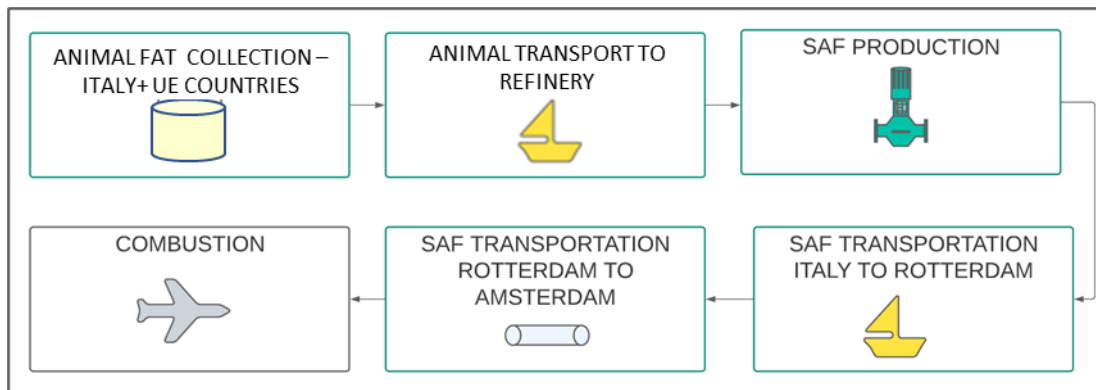 ANIMAL FAT COLLECTION –
ITALY+ UE COUNTRIES
ANIMAL TRANSPORT TO
REFINERY
SAF PRODUCTION
COMBUSTION
SAF TRANSPORTATION
ROTTERDAM TO
AMSTERDAM
SAF TRANSPORTATION
ITALY TO ROTTERDAM